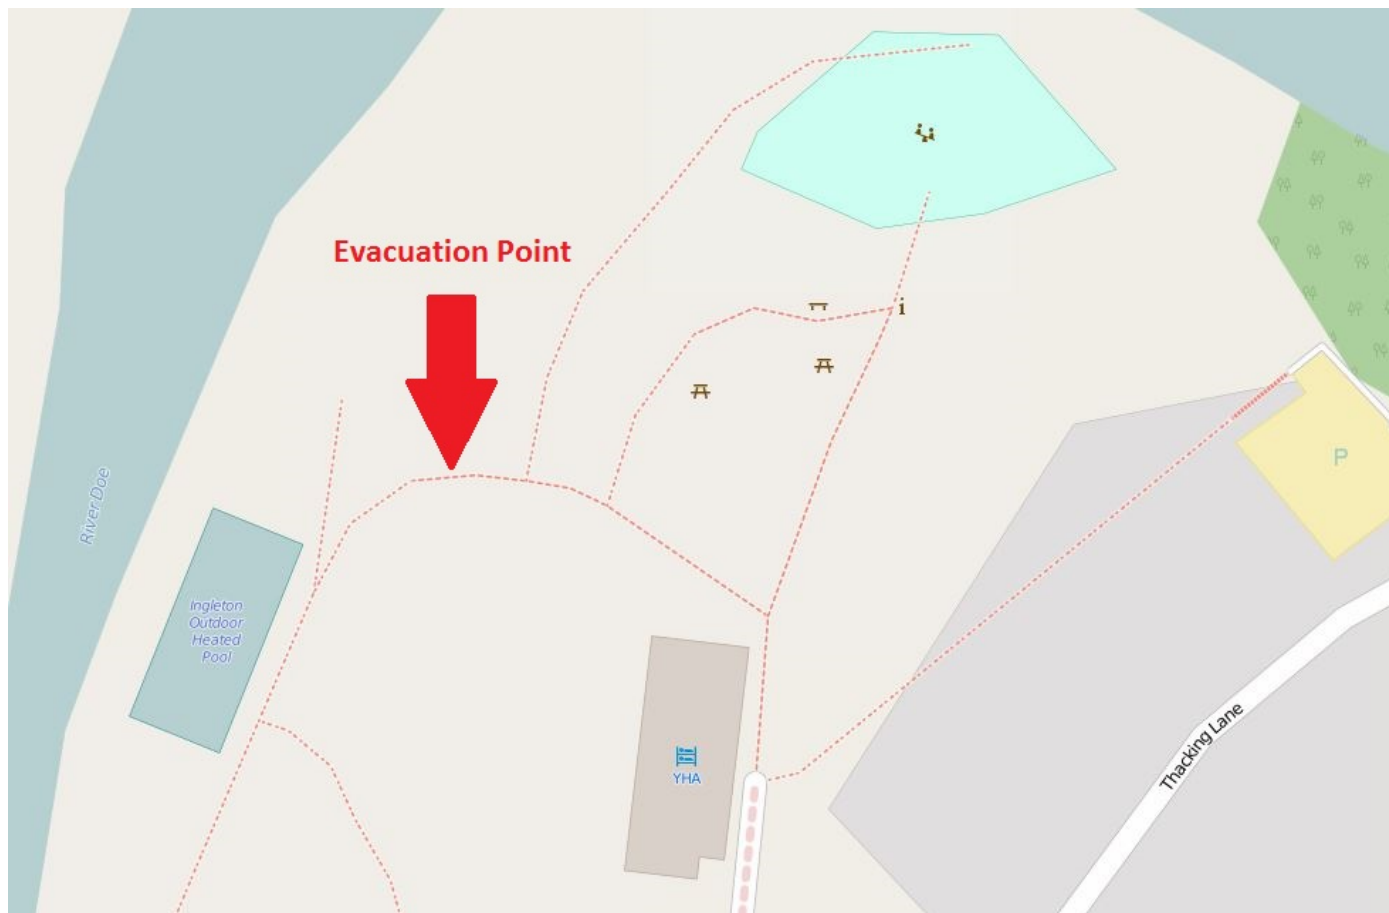 Evacuation Point
i
River Doe
P
Ingleton
Outdoor
Heated
Pool
Thacking Lane
YHA